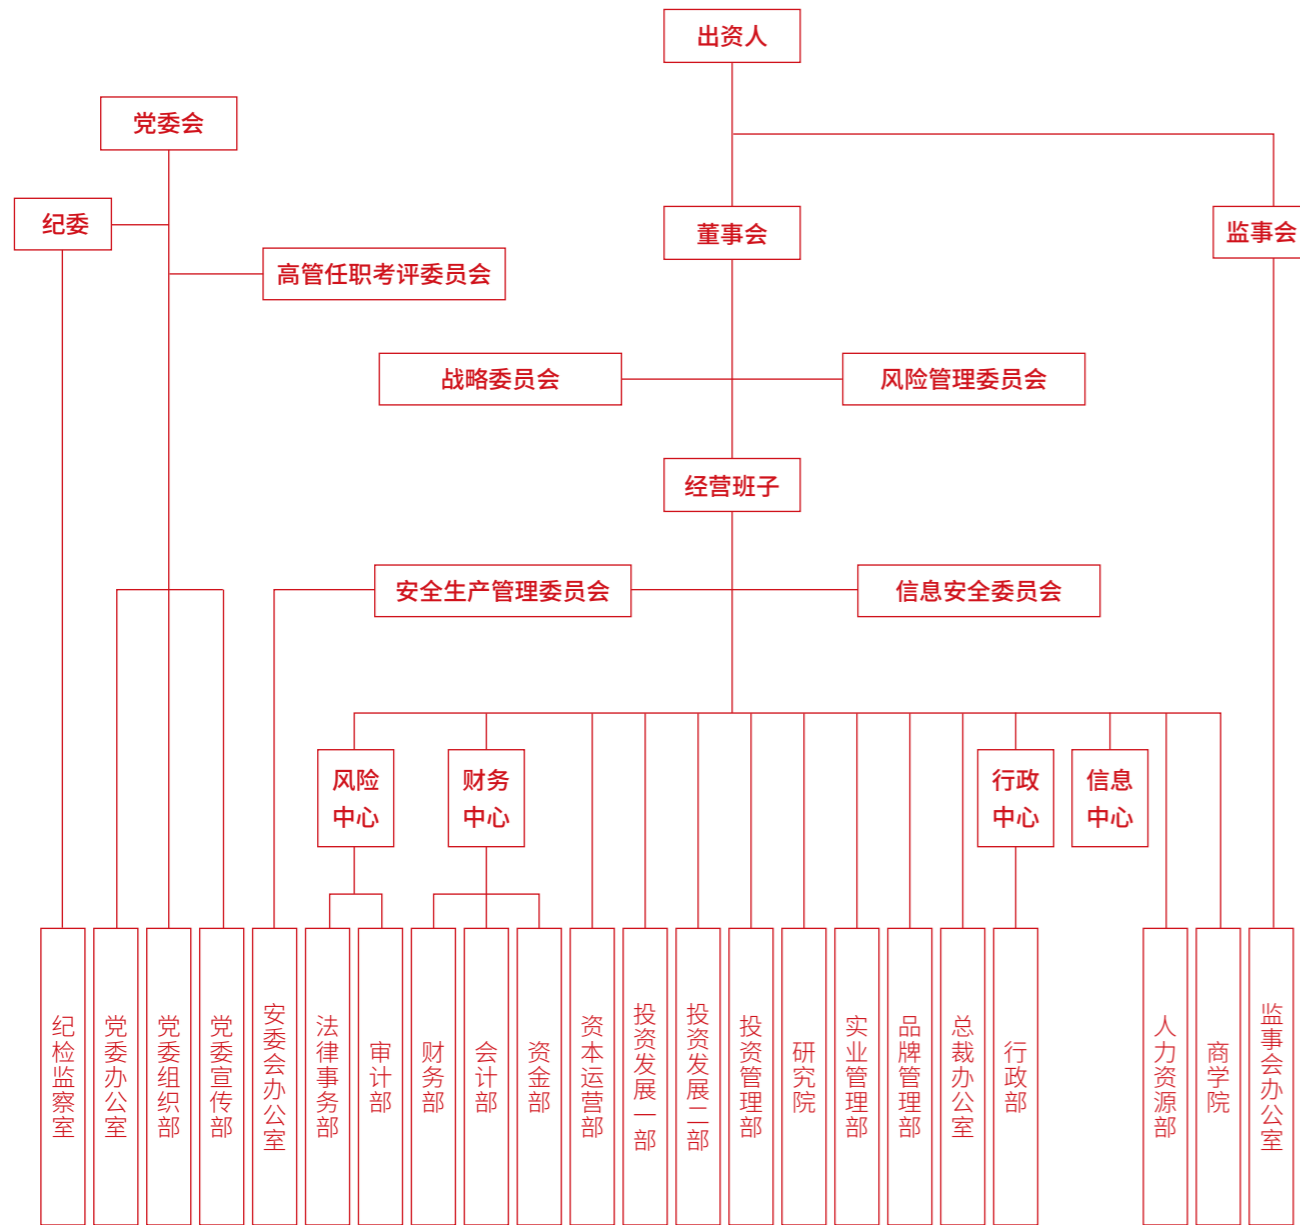 出资人
党委会
纪委
董事会
监事会
高管任职考评委员会
战略委员会
风险管理委员会
经营班子
安全生产管理委员会
信息安全委员会
风险
中心
财务
中心
行政
中心
信息
中心
纪检监察室
党委办公室
党委组织部
党委宣传部
安委会办公室
法律事务部
审计部
财务部
会计部
资金部
资本运营部
投资发展一部
投资发展二部
投资管理部
研究院
实业管理部
品牌管理部
总裁办公室
行政部
人力资源部
商学院
监事会办公室